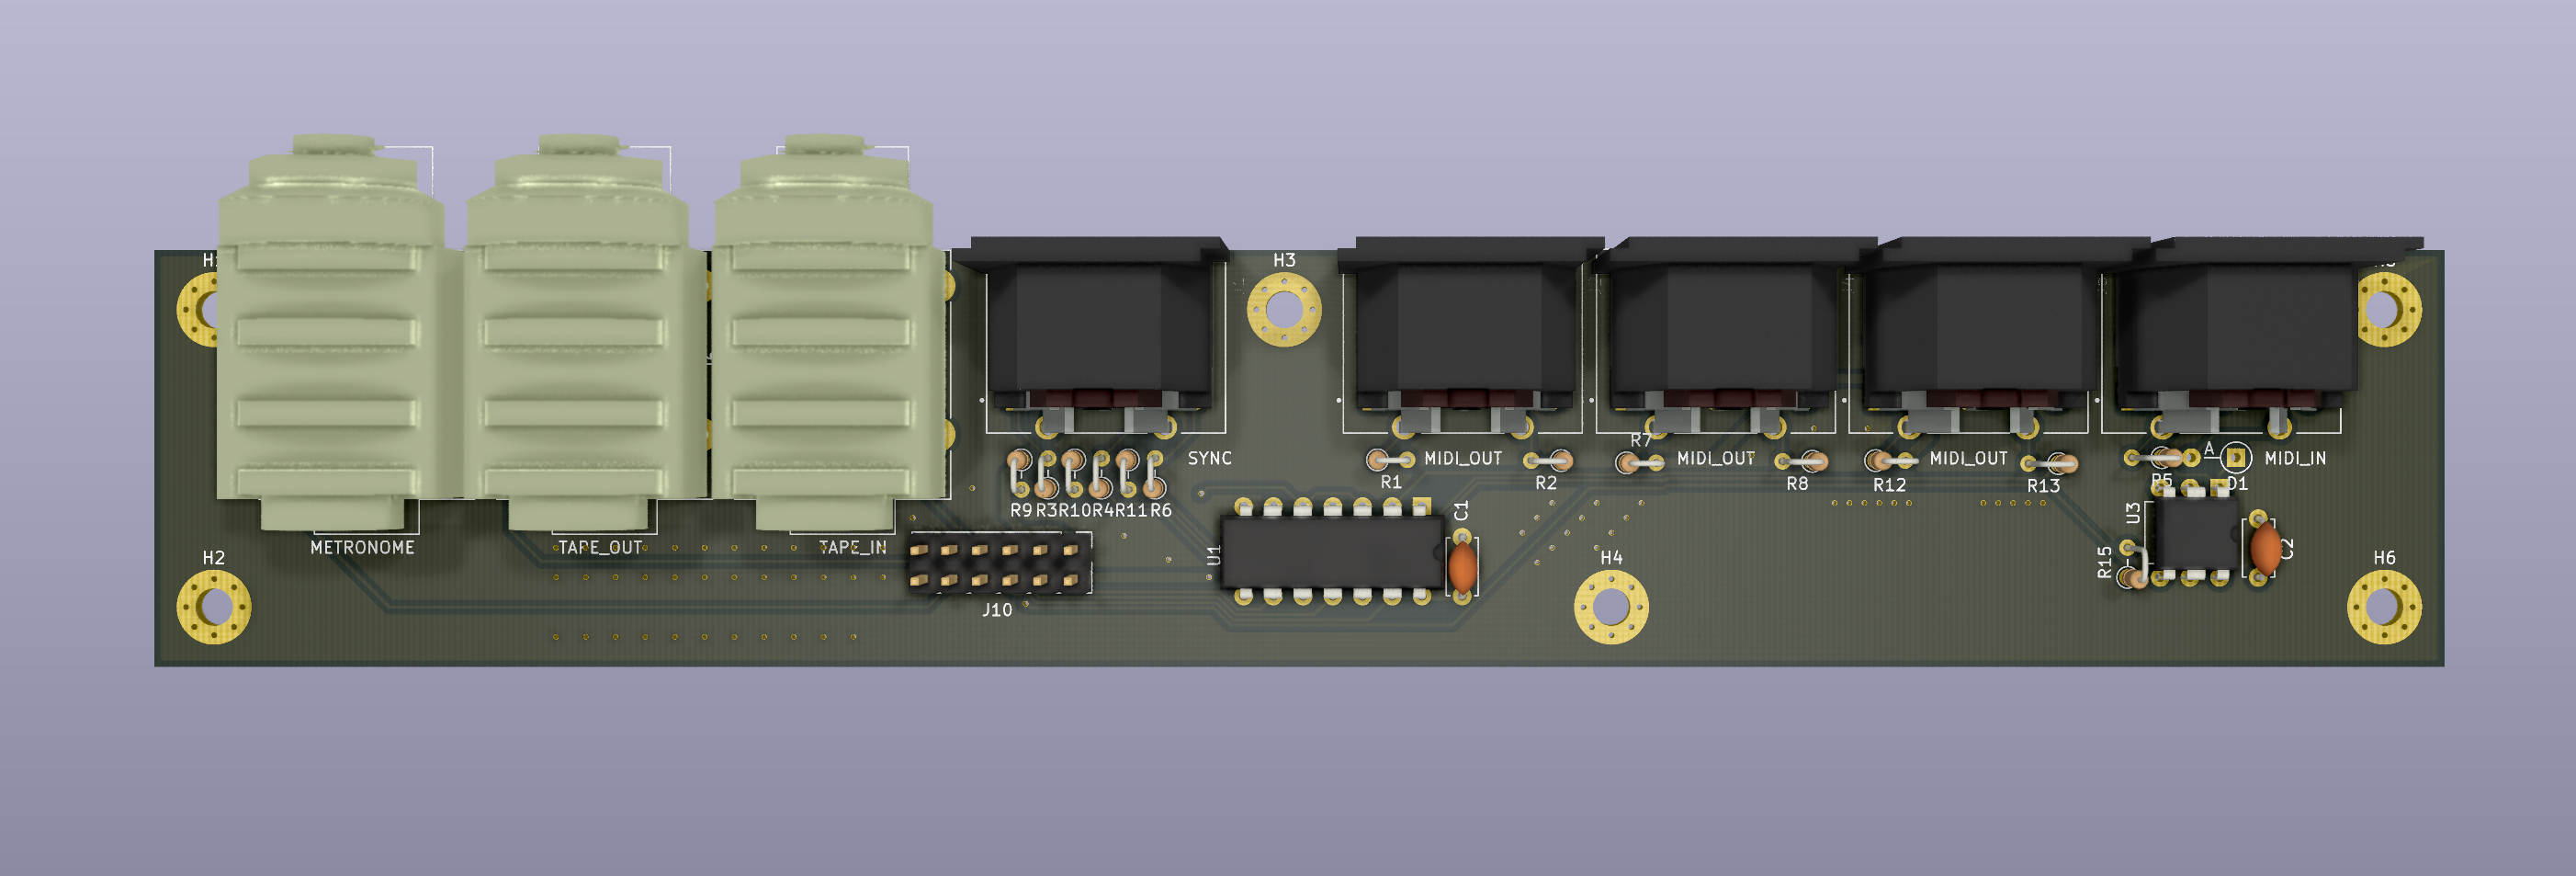 H3
R7
SYNC
MIDI_OUT
MIDI_OUT
MIDI_OUT
A
MIDI_IN
R1
R2
R8
R12
R13
R5
D1
R9 R3 R10 R4 R11 R6
C1
U3
METRONOME
TAPE_OUT
TAPE_IN
U1
C2
H2
H4
R15
H6
J10